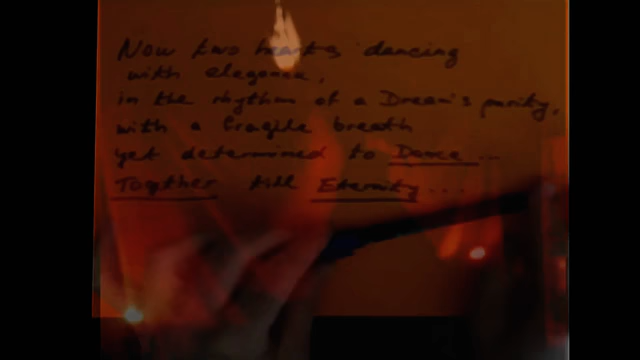 Now two hearts dancing
with elegance,
in the rhythm of a Dream's purity,
with a fragile breath
yet determined to Dance...
Together till Eternity....